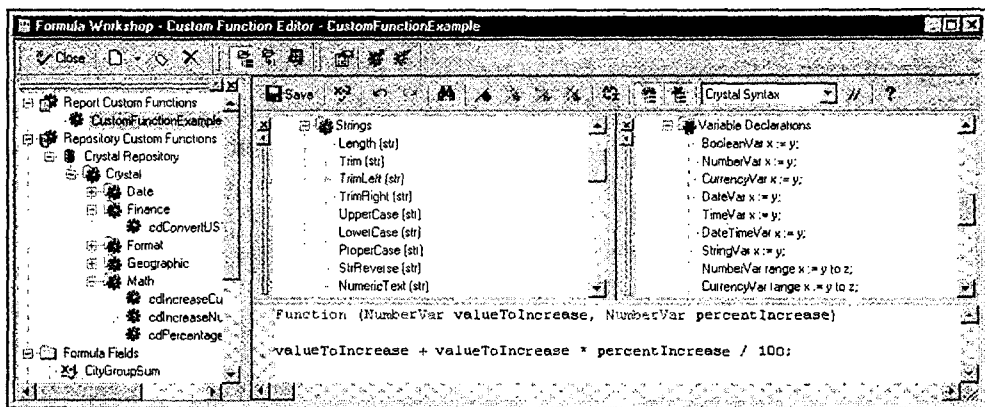 Formula Workshop - Custom Function Editor - CustomFunctionExample
Close
Save
Crystal Syntax
//
?
Report Custom Functions
CustomFunctionExample
Repository Custom Functions
Crystal Repository
Crystal
Date
Finance
cdConvertUS
Format
Geographic
Math
cdIncreaseCu
cdIncreaseNu
cdPercentage
Formula Fields
CityGroupSum
Strings
Length (str)
Trim (str)
TrimLeft (str)
TrimRight (str)
UpperCase (str)
LowerCase (str)
ProperCase (str)
StrReverse (str)
NumericText (str)
Variable Declarations
BooleanVar x := y;
NumberVar x := y;
CurrencyVar x := y;
DateVar x := y;
TimeVar x := y;
DateTimeVar x := y;
StringVar x := y;
NumberVar range x := y to z;
CurrencyVar range x := y to z;
Function (NumberVar valueToIncrease, NumberVar percentIncrease)
valueToIncrease + valueToIncrease * percentIncrease / 100;